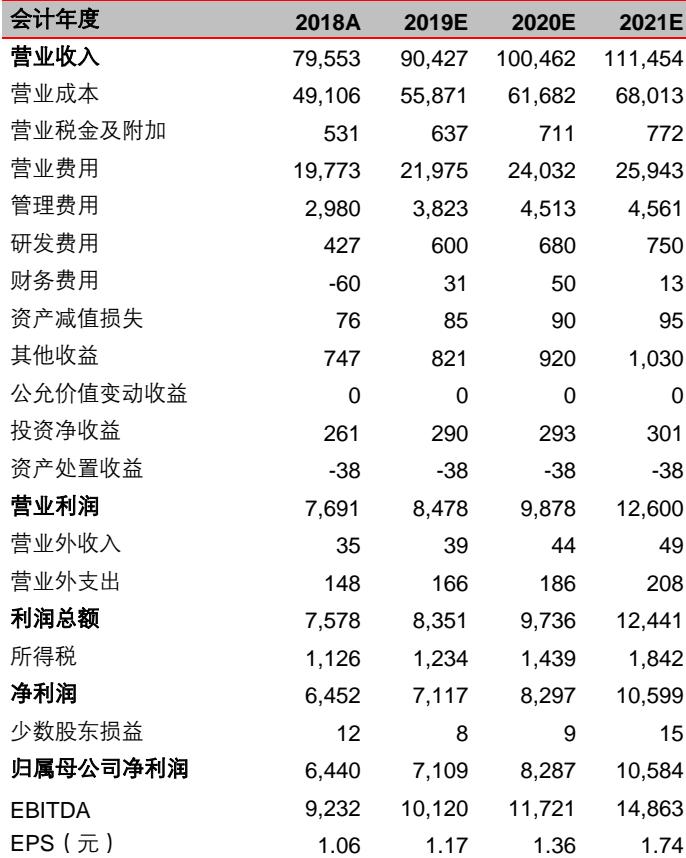 会计年度 2018A 2019E 2020E 2021E
营业收入 79,553 90,427 100,462 111,454
营业成本 49,106 55,871 61,682 68,013
营业税金及附加 531 637 711 772
营业费用 19,773 21,975 24,032 25,943
管理费用 2,980 3,823 4,513 4,561
研发费用 427 600 680 750
财务费用 -60 31 50 13
资产减值损失 76 85 90 95
其他收益 747 821 920 1,030
公允价值变动收益 0 0 0 0
投资净收益 261 290 293 301
资产处置收益 -38 -38 -38 -38
营业利润 7,691 8,478 9,878 12,600
营业外收入 35 39 44 49
营业外支出 148 166 186 208
利润总额 7,578 8,351 9,736 12,441
所得税 1,126 1,234 1,439 1,842
净利润 6,452 7,117 8,297 10,599
少数股东损益 12 8 9 15
归属母公司净利润 6,440 7,109 8,287 10,584
EBITDA 9,232 10,120 11,721 14,863
EPS（元） 1.06 1.17 1.36 1.74